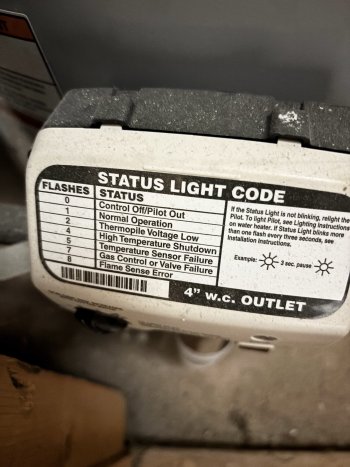 STATUS LIGHT CODE
FLASHES STATUS
0 Control Off/Pilot Out
1 Normal Operation
2 Thermopile Voltage Low
4 High Temperature Shutdown
5 Temperature Sensor Failure
7 Gas Control or Valve Failure
8 Flame Sense Error
If the Status Light is not blinking, relight the
Pilot. To light Pilot, see Lighting Instructions
on water heater. If Status Light blinks more
than one flash every three seconds, see
Installation Instructions.
Example: 3 sec. pause
4" w.c. OUTLET